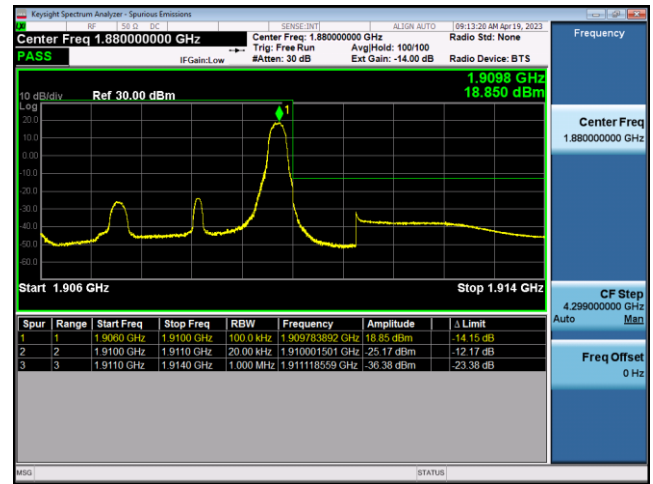 Keysight Spectrum Analyzer - Spurious Emissions
RF 50 Ω DC SENSE:INT ALIGN AUTO 09:13:20 AM Apr 19, 2023
Center Freq 1.880000000 GHz
PASS
IFGain:Low
Center Freq: 1.880000000 GHz
Trig: Free Run Avg|Hold: 100/100
#Atten: 30 dB Ext Gain: -14.00 dB
Radio Std: None
Radio Device: BTS
Frequency
1.9098 GHz
18.850 dBm
10 dB/div Ref 30.00 dBm
Log
1
20.0
10.0
0.00
-10.0
-20.0
-30.0
-40.0
-50.0
-60.0
Start 1.906 GHz Stop 1.914 GHz
Center Freq
1.880000000 GHz
CF Step
4.299000000 GHz
Auto Man
Freq Offset
0 Hz
Spur Range Start Freq Stop Freq RBW Frequency Amplitude Δ Limit
1 1 1.9060 GHz 1.9100 GHz 100.0 kHz 1.909783892 GHz 18.85 dBm -14.15 dB
2 2 1.9100 GHz 1.9110 GHz 20.00 kHz 1.910001501 GHz -25.17 dBm -12.17 dB
3 3 1.9110 GHz 1.9140 GHz 1.000 MHz 1.911118559 GHz -36.38 dBm -23.38 dB
MSG STATUS